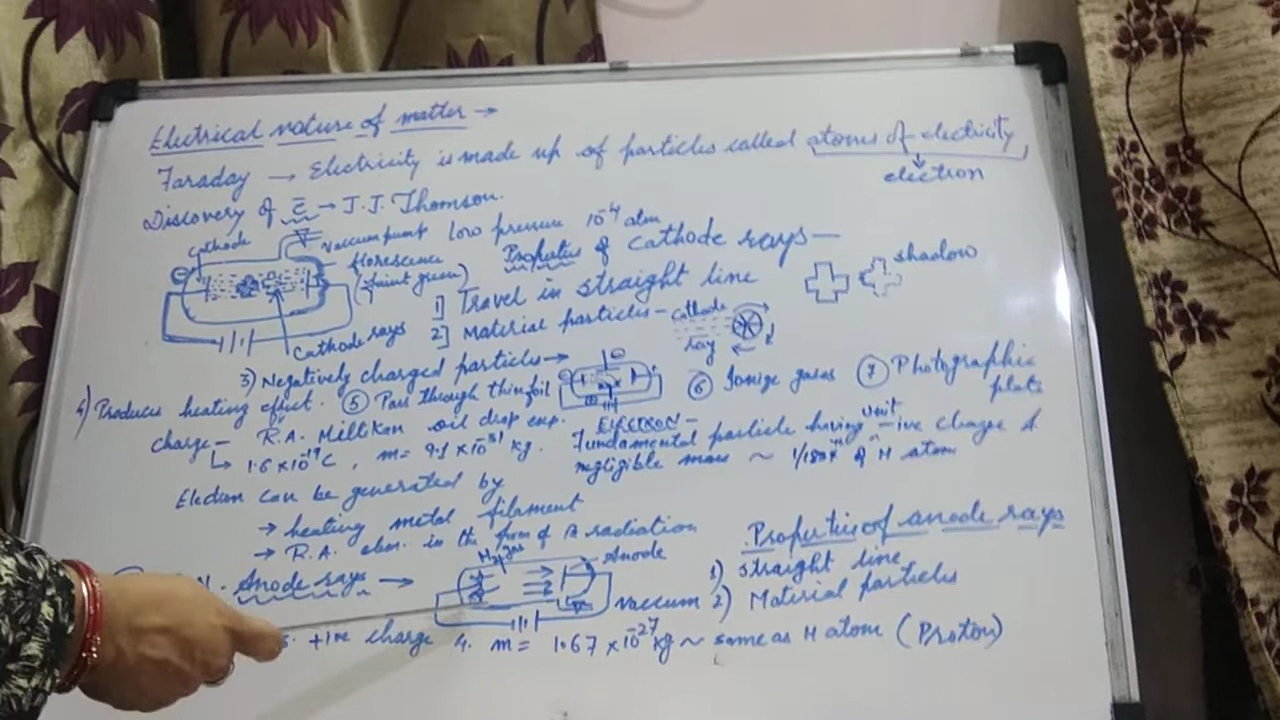 Electrical nature of matter →
Faraday → Electricity is made up of particles called atoms of electricity
electron
Discovery of ē → J.J. Thomson.
Cathode
Vaccum pump low pressure 10⁻⁴ atm
florescence
(faint green)
Cathode rays
Properties of Cathode rays —
1] Travel in straight line
shadow
2] Material particles – Cathode ray
3) Negatively charged particles →
4) Produces heating effect. ⑤ Pass through thin foil ⑥ Ionize gases ⑦ Photographic plate
Charge – R.A. Millikan oil drop exp.
↳ 1.6×10⁻¹⁹C, m= 9.1×10⁻³¹ kg.
ELECTRON –
Fundamental particle having unit –ive charge &
negligible mass ~ of H atom
Electron can be generated by
→ heating metal filament
→ R.A. elem. in the form of β radiation
Anode rays →
H₂ gas
Anode
Vaccum
Properties of anode rays
1) straight line
2) Material particles
3. +ive charge 4. m = 1.67 ×10⁻²⁷ kg ~ same as H atom (Proton)